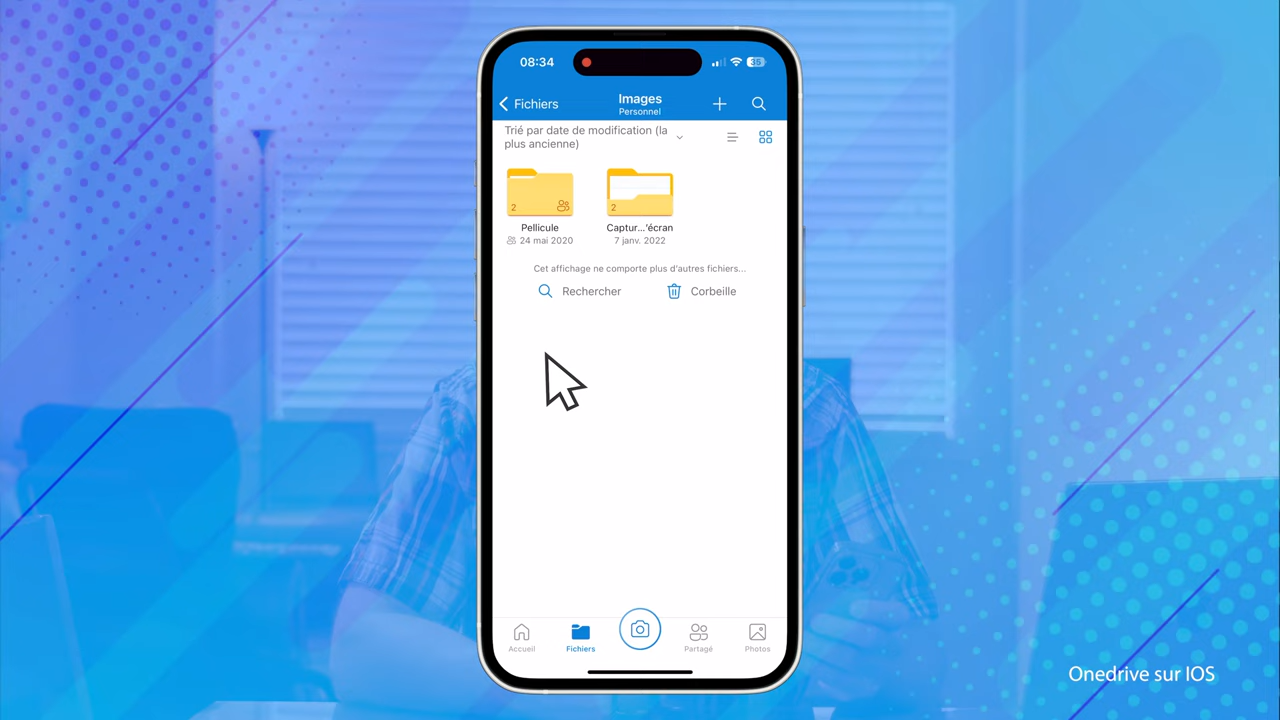 08:34
35
Fichiers
Images
Personnel
Trié par date de modification (la
plus ancienne)
2
2
Pellicule
Captur...'écran
24 mai 2020
7 janv. 2022
Cet affichage ne comporte plus d'autres fichiers...
Rechercher
Corbeille
Accueil
Fichiers
Partagé
Photos
Onedrive sur IOS